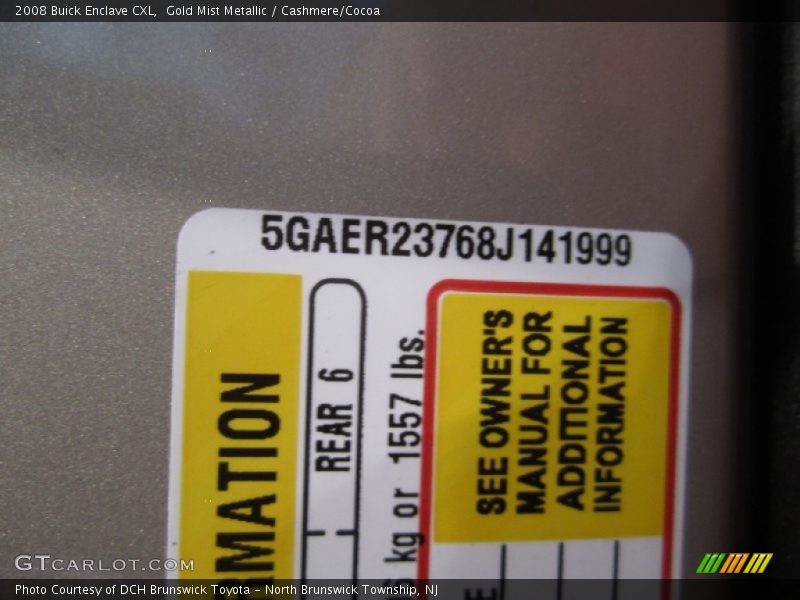 2008 Buick Enclave CXL,  Gold Mist Metallic / Cashmere/Cocoa
5GAER23768J141999
REAR 6
kg or 1557 lbs.
SEE OWNER'S
MANUAL FOR
ADDITIONAL
INFORMATION
GTCARLOT.COM
Photo Courtesy of DCH Brunswick Toyota - North Brunswick Township, NJ